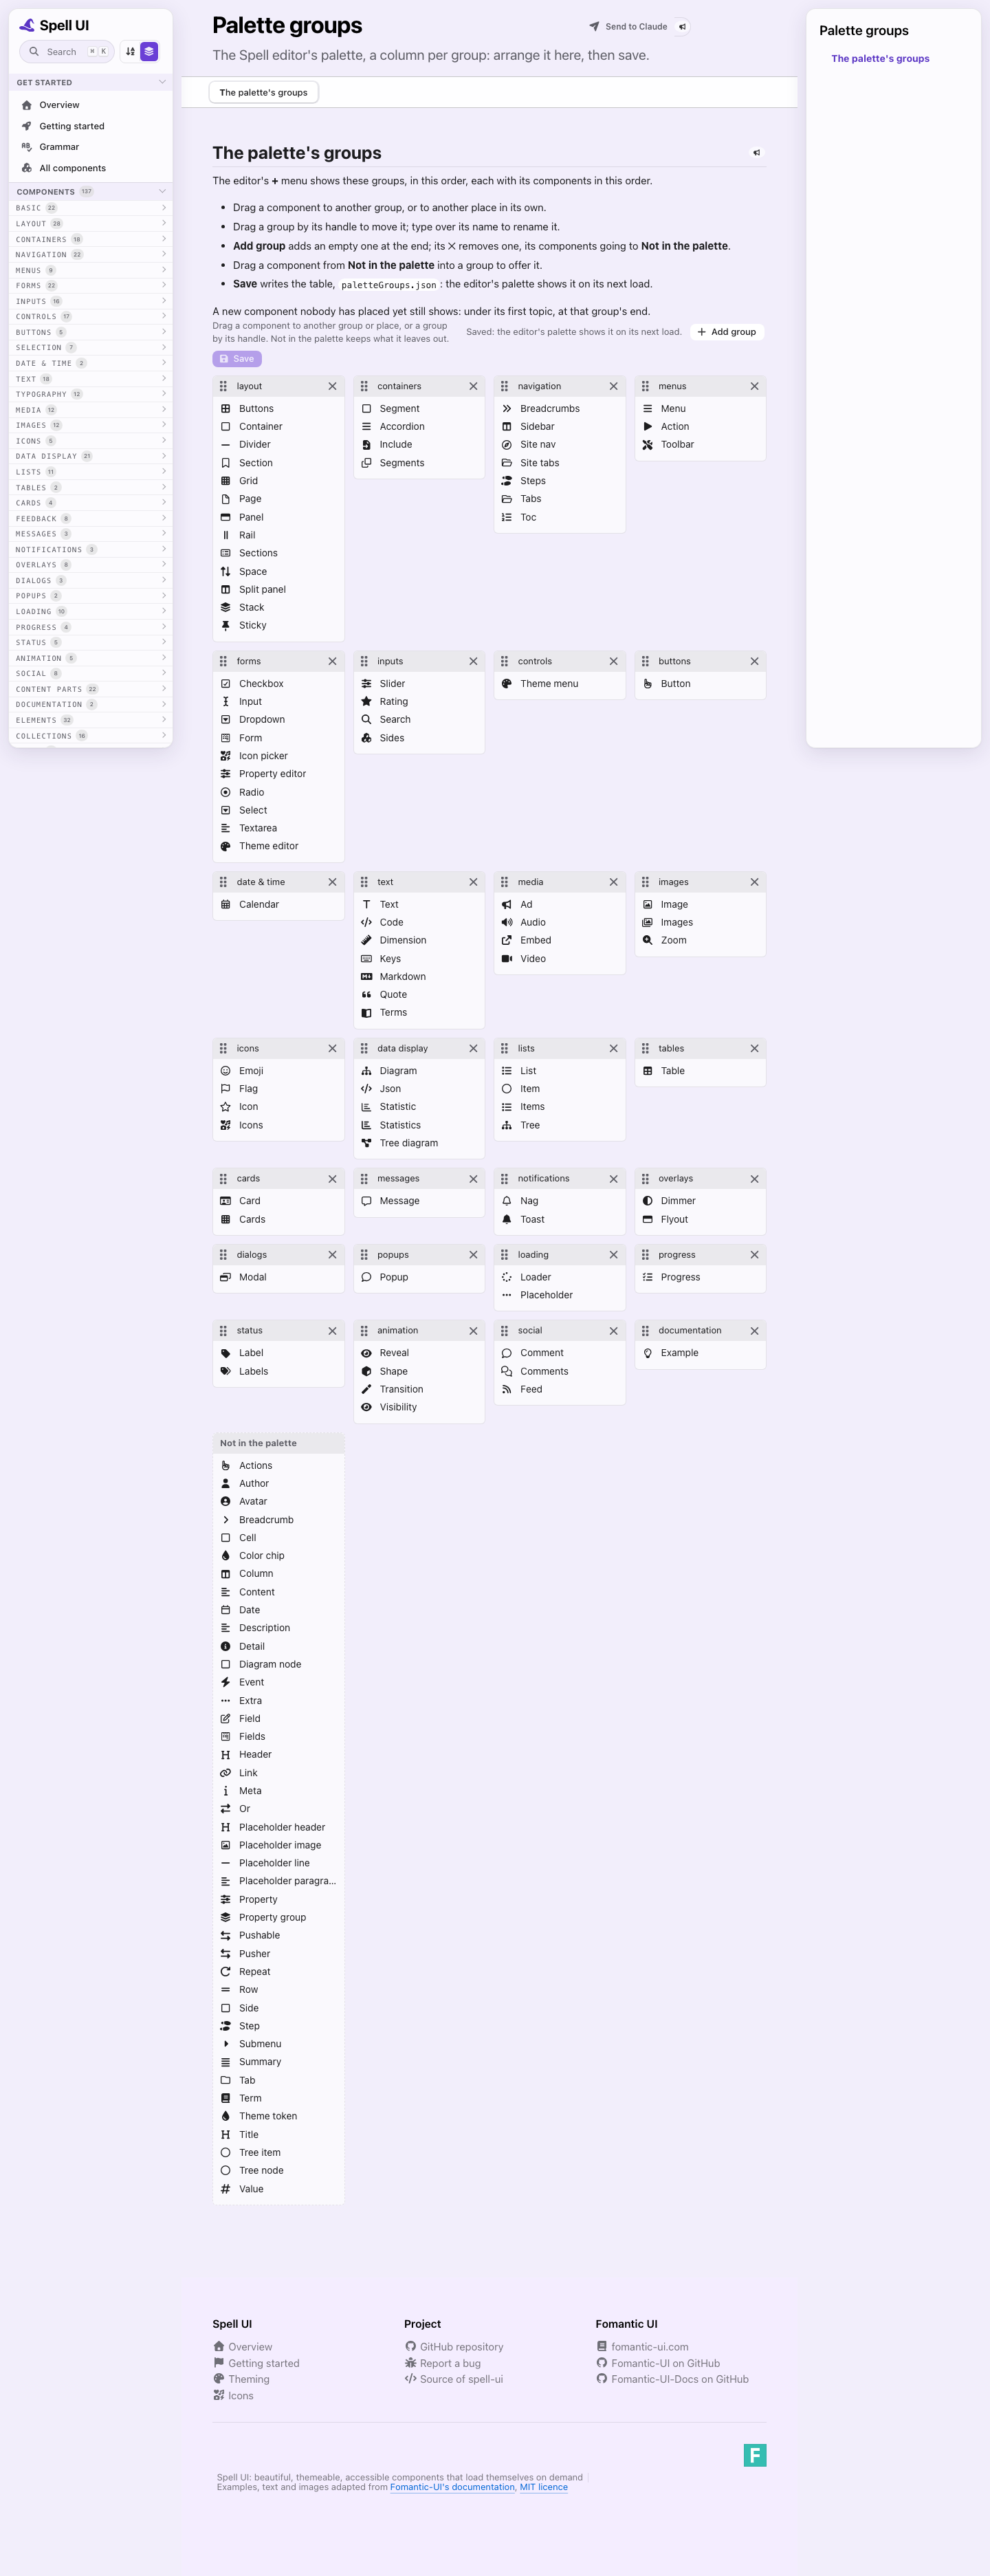 Spell UI
Search ⌘ K
GET STARTED
Overview
Getting started
Grammar
All components
COMPONENTS 137
BASIC 22
LAYOUT 28
CONTAINERS 18
NAVIGATION 22
MENUS 9
FORMS 22
INPUTS 16
CONTROLS 17
BUTTONS 5
SELECTION 7
DATE & TIME 2
TEXT 18
TYPOGRAPHY 12
MEDIA 12
IMAGES 12
ICONS 5
DATA DISPLAY 21
LISTS 11
TABLES 2
CARDS 4
FEEDBACK 8
MESSAGES 3
NOTIFICATIONS 3
OVERLAYS 8
DIALOGS 3
POPUPS 2
LOADING 10
PROGRESS 4
STATUS 5
ANIMATION 5
SOCIAL 8
CONTENT PARTS 22
DOCUMENTATION 2
ELEMENTS 32
COLLECTIONS 16
Palette groups
Send to Claude
The Spell editor's palette, a column per group: arrange it here, then save.
The palette's groups
The palette's groups
The editor's + menu shows these groups, in this order, each with its components in this order.
Drag a component to another group, or to another place in its own.
Drag a group by its handle to move it; type over its name to rename it.
Add group adds an empty one at the end; its × removes one, its components going to Not in the palette.
Drag a component from Not in the palette into a group to offer it.
Save writes the table, paletteGroups.json : the editor's palette shows it on its next load.
A new component nobody has placed yet still shows: under its first topic, at that group's end.
Drag a component to another group or place, or a group
by its handle. Not in the palette keeps what it leaves out.
Saved: the editor's palette shows it on its next load.
Add group
Save
layout
Buttons
Container
Divider
Section
Grid
Page
Panel
Rail
Sections
Space
Split panel
Stack
Sticky
containers
Segment
Accordion
Include
Segments
navigation
Breadcrumbs
Sidebar
Site nav
Site tabs
Steps
Tabs
Toc
menus
Menu
Action
Toolbar
forms
Checkbox
Input
Dropdown
Form
Icon picker
Property editor
Radio
Select
Textarea
Theme editor
inputs
Slider
Rating
Search
Sides
controls
Theme menu
buttons
Button
date & time
Calendar
text
Text
Code
Dimension
Keys
Markdown
Quote
Terms
media
Ad
Audio
Embed
Video
images
Image
Images
Zoom
icons
Emoji
Flag
Icon
Icons
data display
Diagram
Json
Statistic
Statistics
Tree diagram
lists
List
Item
Items
Tree
tables
Table
cards
Card
Cards
messages
Message
notifications
Nag
Toast
overlays
Dimmer
Flyout
dialogs
Modal
popups
Popup
loading
Loader
Placeholder
progress
Progress
status
Label
Labels
animation
Reveal
Shape
Transition
Visibility
social
Comment
Comments
Feed
documentation
Example
Not in the palette
Actions
Author
Avatar
Breadcrumb
Cell
Color chip
Column
Content
Date
Description
Detail
Diagram node
Event
Extra
Field
Fields
Header
Link
Meta
Or
Placeholder header
Placeholder image
Placeholder line
Placeholder paragra...
Property
Property group
Pushable
Pusher
Repeat
Row
Side
Step
Submenu
Summary
Tab
Term
Theme token
Title
Tree item
Tree node
Value
Palette groups
The palette's groups
Spell UI
Overview
Getting started
Theming
Icons
Project
GitHub repository
Report a bug
Source of spell-ui
Fomantic UI
fomantic-ui.com
Fomantic-UI on GitHub
Fomantic-UI-Docs on GitHub
F
Spell UI: beautiful, themeable, accessible components that load themselves on demand
Examples, text and images adapted from Fomantic-UI's documentation, MIT licence